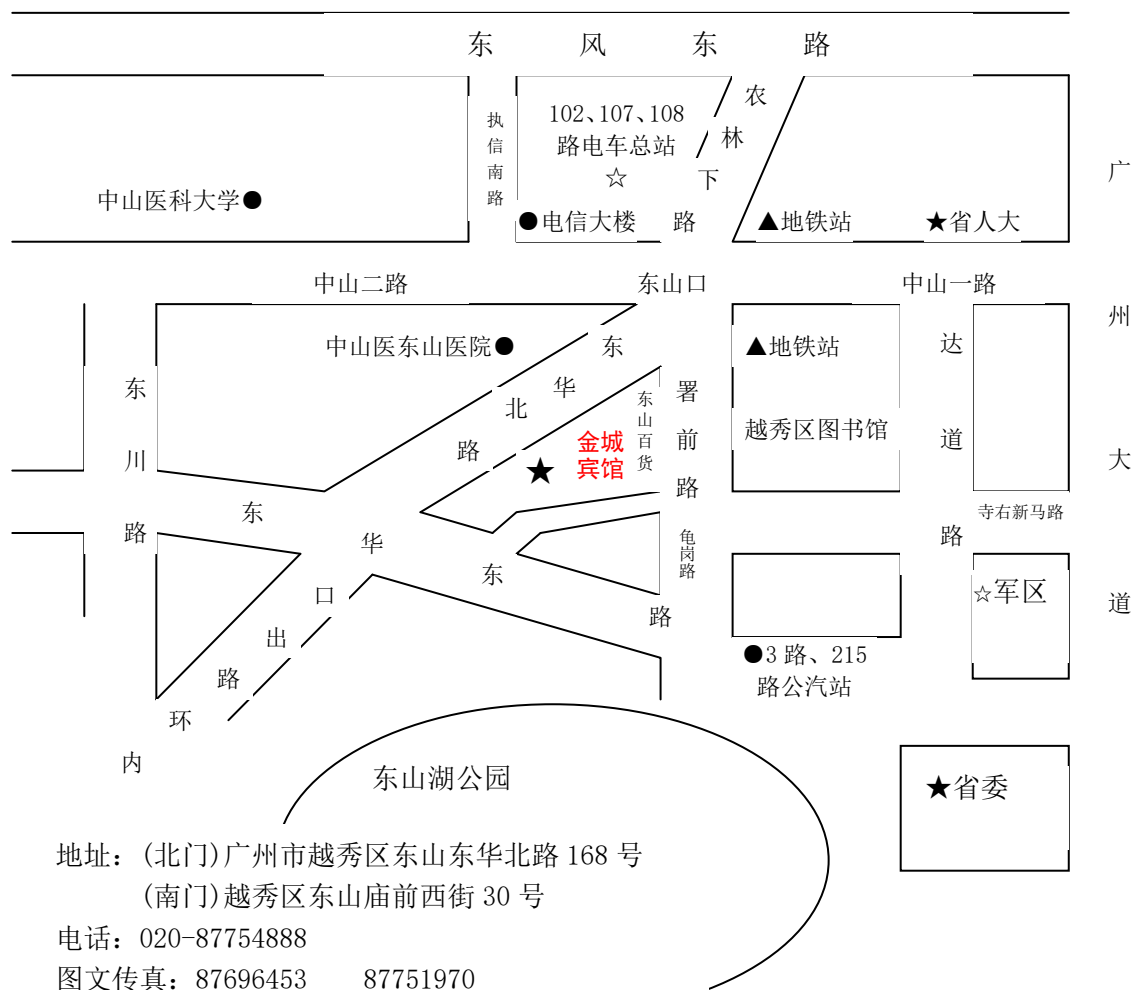 东风东路
农林下路
执信南路
102、107、108
路电车总站
☆
中山医科大学●
●电信大楼
▲地铁站
★省人大
广州大道
中山二路
东山口
中山一路
中山医东山医院●
东华北路
▲地铁站
达道路
东川路
东山百货
署前路
金城
宾馆
★
越秀区图书馆
寺右新马路
东华东路
龟岗路
☆军区
内环路出口
●3 路、215
路公汽站
东山湖公园
★省委
地址：(北门)广州市越秀区东山东华北路 168 号
(南门)越秀区东山庙前西街 30 号
电话：020-87754888
图文传真：87696453 87751970